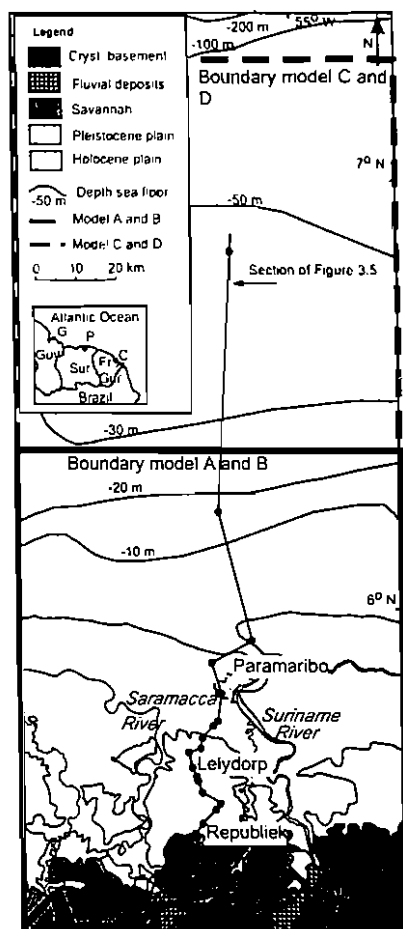 Legend
Cryst basement
Fluvial deposits
Savannah
Pleistocene plain
Holocene plain
Depth sea floor
-50 m
Model A and B
Model C and D
0 10 20 km
Atlantic Ocean
G P
Guy Sur Fr C
Gui
Brazil
-200 m 55° W
-100 m N
Boundary model C and
D
7° N
-50 m
Section of Figure 3.5
-30 m
Boundary model A and B
-20 m
-10 m
6° N
Paramaribo
Saramacca
River
Suriname
River
Lelydorp
Republiek